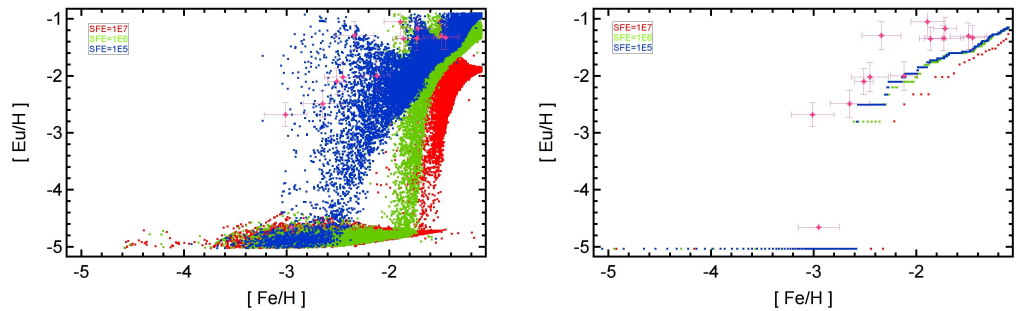 -1
SFE=1E7
SFE=1E6
SFE=1E5
-2
[ Eu/H ]
-3
-4
-5
-5 -4 -3 -2
[ Fe/H ]
-1
SFE=1E7
SFE=1E6
SFE=1E5
-2
[ Eu/H ]
-3
-4
-5
-5 -4 -3 -2
[ Fe/H ]